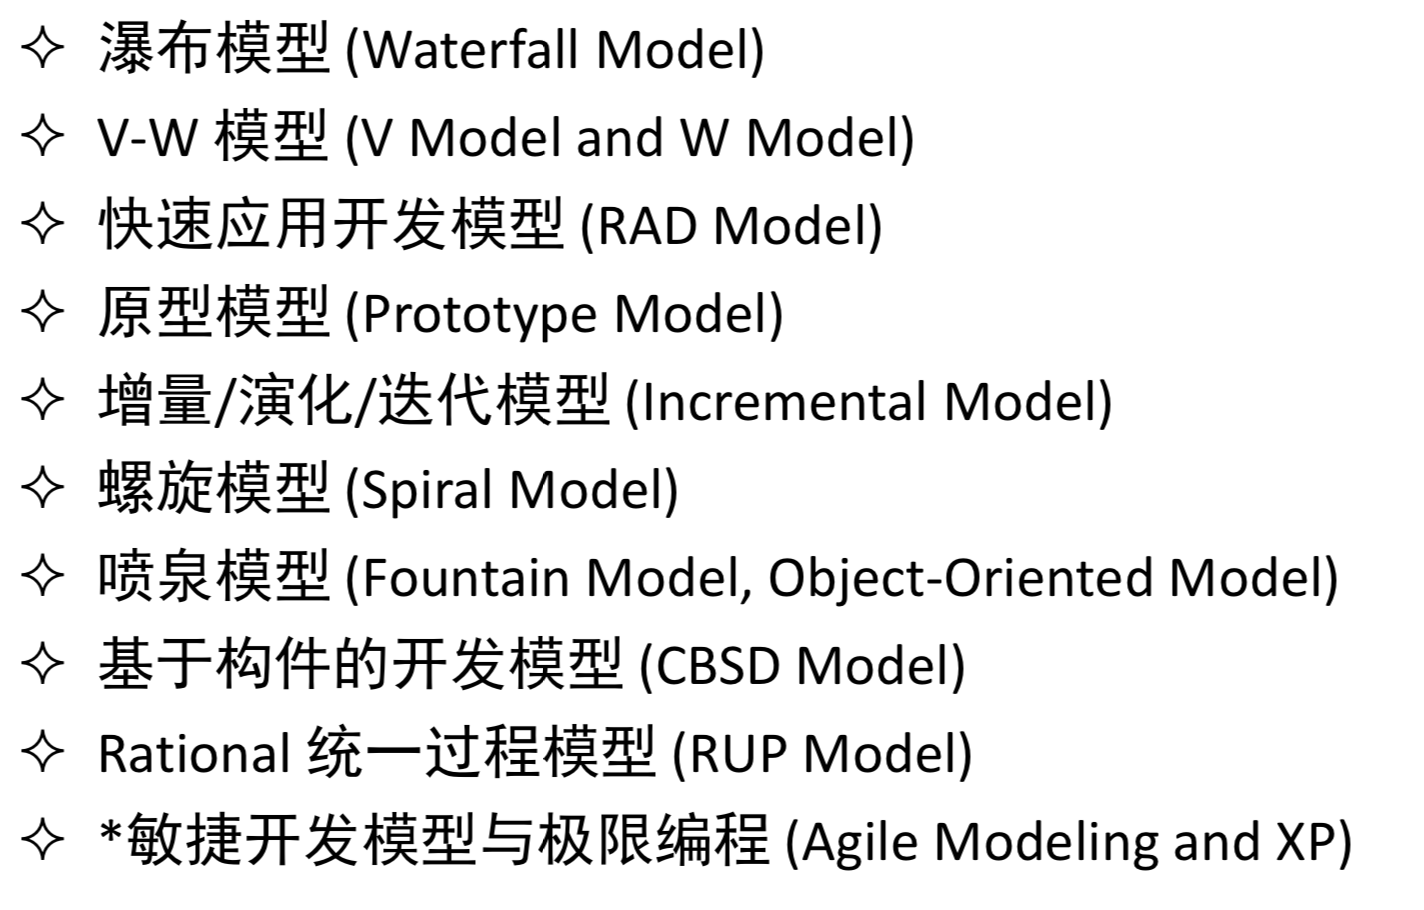 ✧ 瀑布模型 (Waterfall Model)
✧ V-W 模型 (V Model and W Model)
✧ 快速应用开发模型 (RAD Model)
✧ 原型模型 (Prototype Model)
✧ 增量/演化/迭代模型 (Incremental Model)
✧ 螺旋模型 (Spiral Model)
✧ 喷泉模型 (Fountain Model, Object-Oriented Model)
✧ 基于构件的开发模型 (CBSD Model)
✧ Rational 统一过程模型 (RUP Model)
✧ *敏捷开发模型与极限编程 (Agile Modeling and XP)